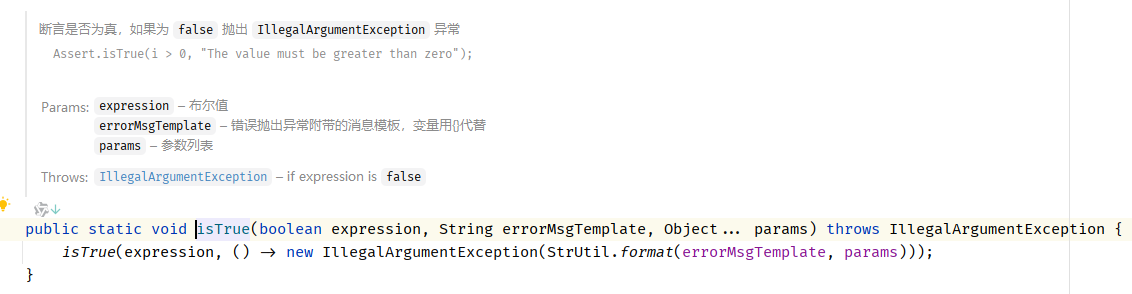 断言是否为真，如果为 false 抛出 IllegalArgumentException 异常
Assert.isTrue(i > 0, "The value must be greater than zero");
Params: expression – 布尔值
errorMsgTemplate – 错误抛出异常附带的消息模板，变量用{}代替
params – 参数列表
Throws: IllegalArgumentException – if expression is false
public static void isTrue(boolean expression, String errorMsgTemplate, Object... params) throws IllegalArgumentException {
isTrue(expression, () -> new IllegalArgumentException(StrUtil.format(errorMsgTemplate, params)));
}